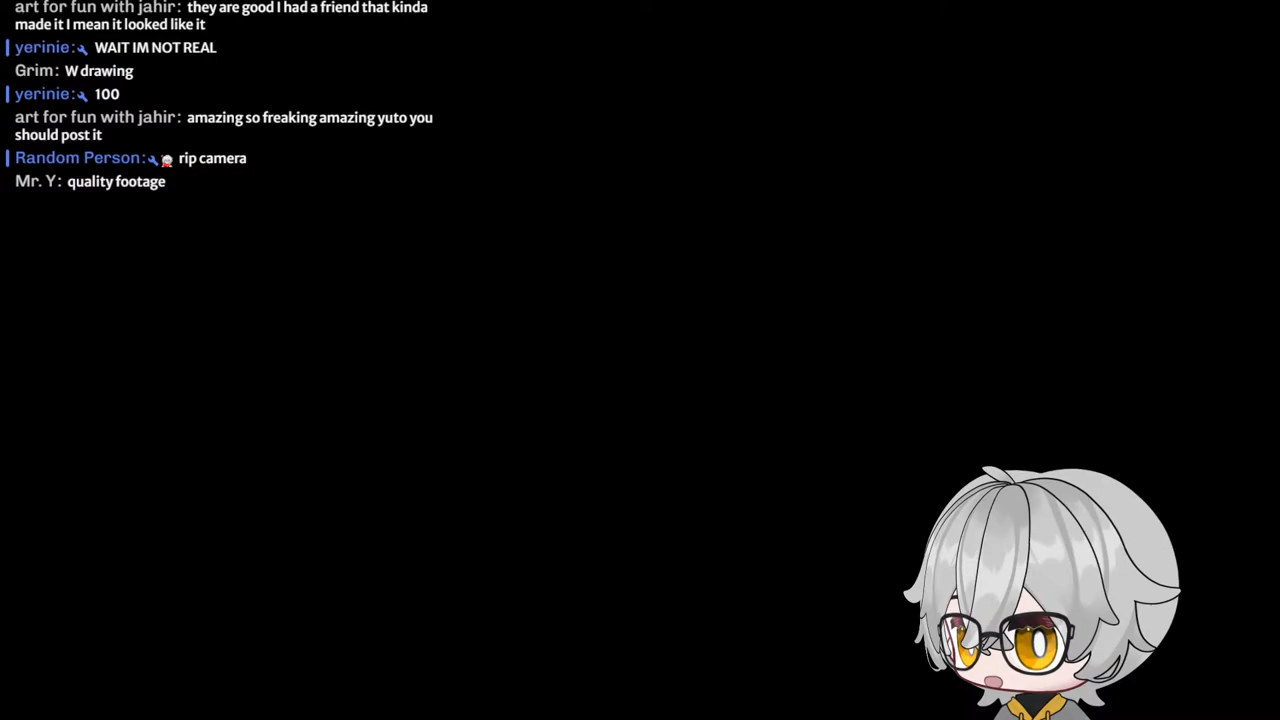 art for fun with jahir: they are good I had a friend that kinda
made it I mean it looked like it
yerinie: WAIT IM NOT REAL
Grim: W drawing
yerinie: 100
art for fun with jahir: amazing so freaking amazing yuto you
should post it
Random Person: rip camera
Mr. Y: quality footage